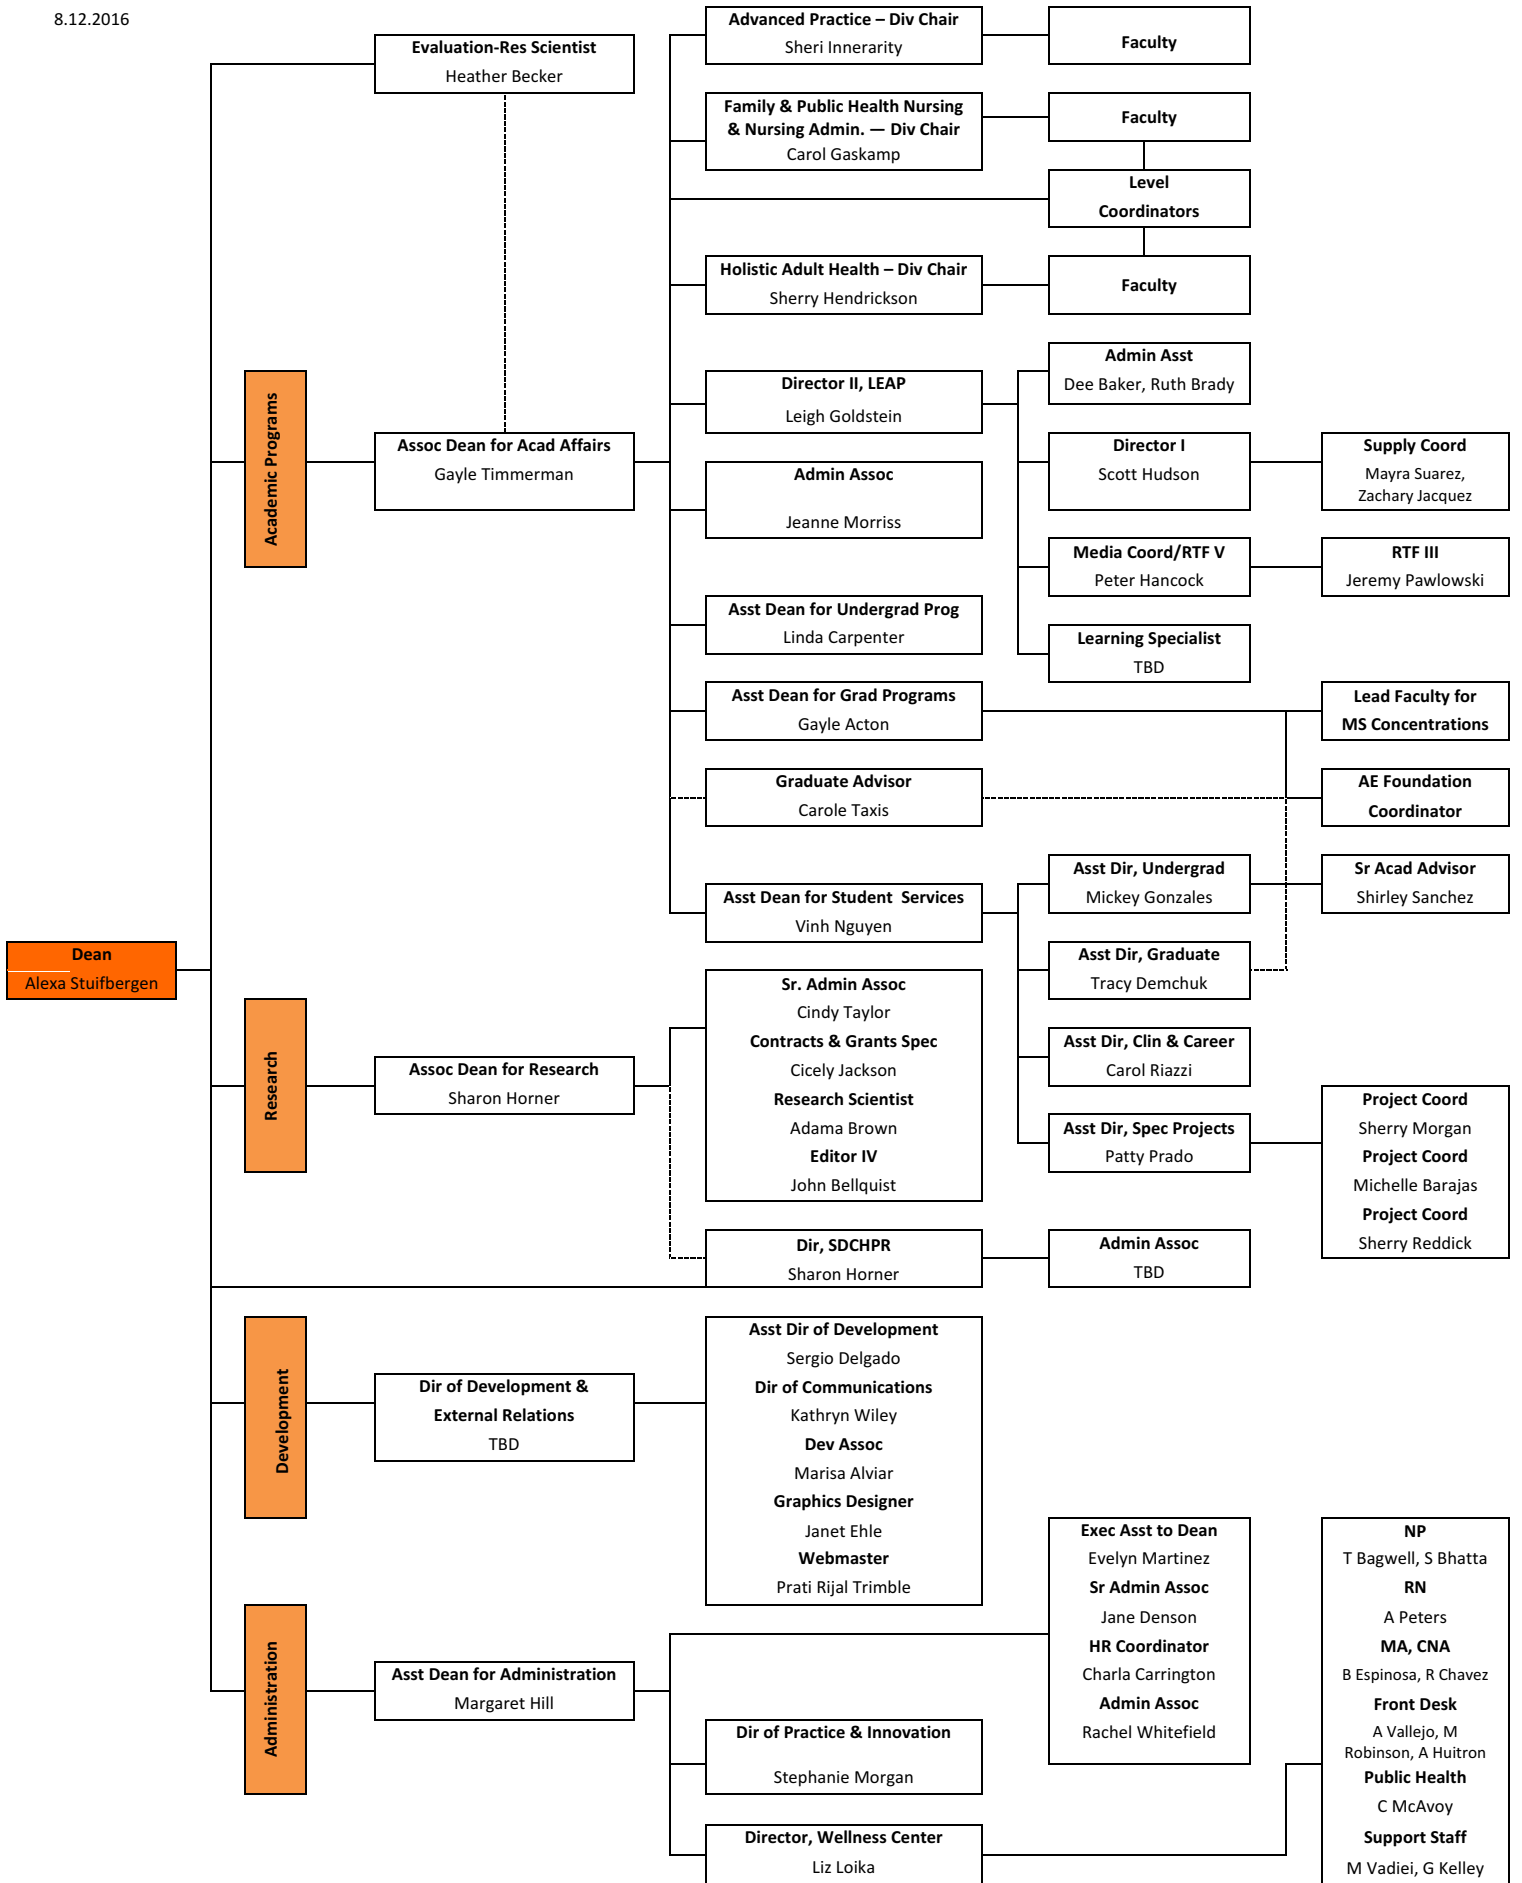 8.12.2016
Evaluation-Res Scientist
Heather Becker
Advanced Practice – Div Chair
Sheri Innerarity
Faculty
Family & Public Health Nursing
& Nursing Admin. — Div Chair
Carol Gaskamp
Faculty
Level
Coordinators
Holistic Adult Health – Div Chair
Sherry Hendrickson
Faculty
Academic Programs
Assoc Dean for Acad Affairs
Gayle Timmerman
Director II, LEAP
Leigh Goldstein
Admin Asst
Dee Baker, Ruth Brady
Director I
Scott Hudson
Supply Coord
Mayra Suarez,
Zachary Jacquez
Admin Assoc
Jeanne Morriss
Media Coord/RTF V
Peter Hancock
RTF III
Jeremy Pawlowski
Asst Dean for Undergrad Prog
Linda Carpenter
Learning Specialist
TBD
Asst Dean for Grad Programs
Gayle Acton
Lead Faculty for
MS Concentrations
Graduate Advisor
Carole Taxis
AE Foundation
Coordinator
Asst Dean for Student  Services
Vinh Nguyen
Asst Dir, Undergrad
Mickey Gonzales
Sr Acad Advisor
Shirley Sanchez
Asst Dir, Graduate
Tracy Demchuk
Asst Dir, Clin & Career
Carol Riazzi
Asst Dir, Spec Projects
Patty Prado
Project Coord
Sherry Morgan
Project Coord
Michelle Barajas
Project Coord
Sherry Reddick
Dean
Alexa Stuifbergen
Research
Assoc Dean for Research
Sharon Horner
Sr. Admin Assoc
Cindy Taylor
Contracts & Grants Spec
Cicely Jackson
Research Scientist
Adama Brown
Editor IV
John Bellquist
Dir, SDCHPR
Sharon Horner
Admin Assoc
TBD
Development
Dir of Development &
External Relations
TBD
Asst Dir of Development
Sergio Delgado
Dir of Communications
Kathryn Wiley
Dev Assoc
Marisa Alviar
Graphics Designer
Janet Ehle
Webmaster
Prati Rijal Trimble
Administration
Asst Dean for Administration
Margaret Hill
Exec Asst to Dean
Evelyn Martinez
Sr Admin Assoc
Jane Denson
HR Coordinator
Charla Carrington
Admin Assoc
Rachel Whitefield
Dir of Practice & Innovation
Stephanie Morgan
Director, Wellness Center
Liz Loika
NP
T Bagwell, S Bhatta
RN
A Peters
MA, CNA
B Espinosa, R Chavez
Front Desk
A Vallejo, M
Robinson, A Huitron
Public Health
C McAvoy
Support Staff
M Vadiei, G Kelley